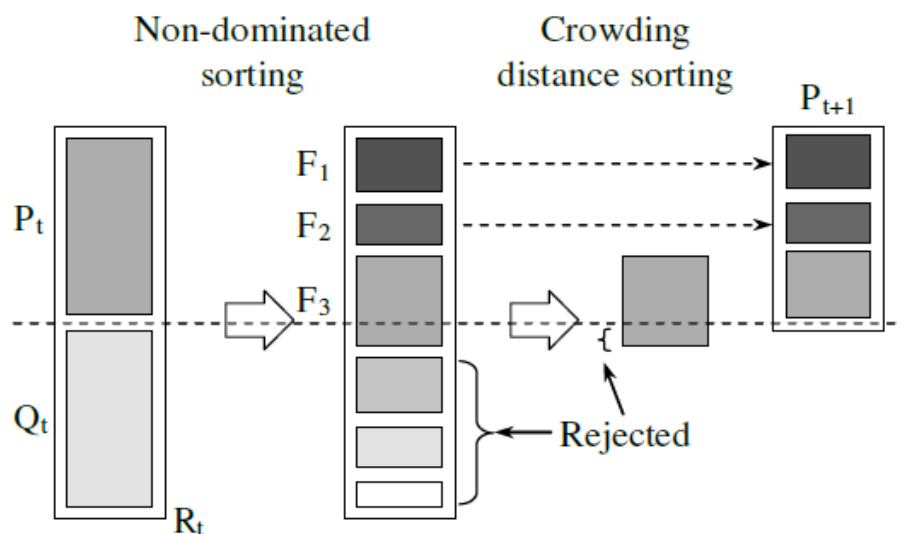 Non-dominated
sorting
Crowding
distance sorting
P_{t+1}
F_1
P_t
F_2
F_3
Q_t
Rejected
R_t